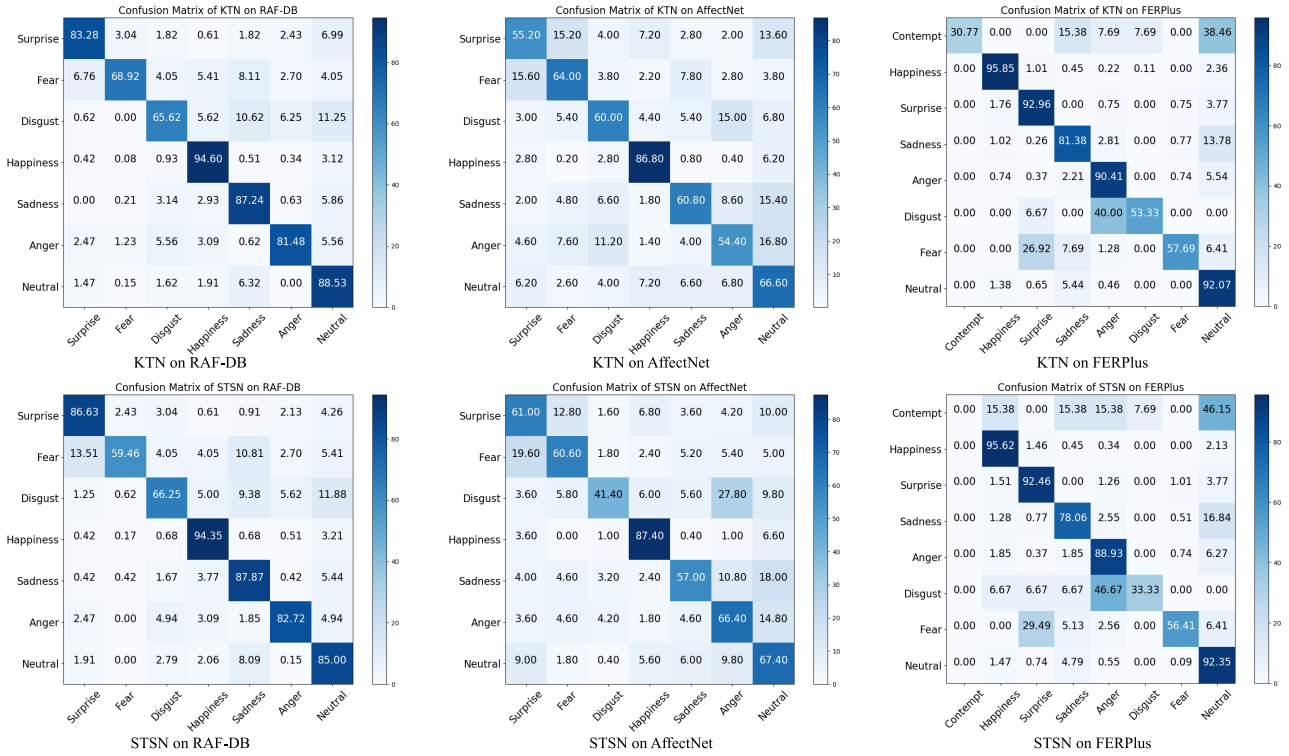 Confusion Matrix of KTN on RAF-DB
Surprise 83.28 3.04 1.82 0.61 1.82 2.43 6.99
Fear 6.76 68.92 4.05 5.41 8.11 2.70 4.05
Disgust 0.62 0.00 65.62 5.62 10.62 6.25 11.25
Happiness 0.42 0.08 0.93 94.60 0.51 0.34 3.12
Sadness 0.00 0.21 3.14 2.93 87.24 0.63 5.86
Anger 2.47 1.23 5.56 3.09 0.62 81.48 5.56
Neutral 1.47 0.15 1.62 1.91 6.32 0.00 88.53
Surprise Fear Disgust Happiness Sadness Anger Neutral
80
60
40
20
0
KTN on RAF-DB
Confusion Matrix of KTN on AffectNet
Surprise 55.20 15.20 4.00 7.20 2.80 2.00 13.60
Fear 15.60 64.00 3.80 2.20 7.80 2.80 3.80
Disgust 3.00 5.40 60.00 4.40 5.40 15.00 6.80
Happiness 2.80 0.20 2.80 86.80 0.80 0.40 6.20
Sadness 2.00 4.80 6.60 1.80 60.80 8.60 15.40
Anger 4.60 7.60 11.20 1.40 4.00 54.40 16.80
Neutral 6.20 2.60 4.00 7.20 6.60 6.80 66.60
Surprise Fear Disgust Happiness Sadness Anger Neutral
80
70
60
50
40
30
20
10
KTN on AffectNet
Confusion Matrix of KTN on FERPlus
Contempt 30.77 0.00 0.00 15.38 7.69 7.69 0.00 38.46
Happiness 0.00 95.85 1.01 0.45 0.22 0.11 0.00 2.36
Surprise 0.00 1.76 92.96 0.00 0.75 0.00 0.75 3.77
Sadness 0.00 1.02 0.26 81.38 2.81 0.00 0.77 13.78
Anger 0.00 0.74 0.37 2.21 90.41 0.00 0.74 5.54
Disgust 0.00 0.00 6.67 0.00 40.00 53.33 0.00 0.00
Fear 0.00 0.00 26.92 7.69 1.28 0.00 57.69 6.41
Neutral 0.00 1.38 0.65 5.44 0.46 0.00 0.00 92.07
Contempt Happiness Surprise Sadness Anger Disgust Fear Neutral
80
60
40
20
0
KTN on FERPlus
Confusion Matrix of STSN on RAF-DB
Surprise 86.63 2.43 3.04 0.61 0.91 2.13 4.26
Fear 13.51 59.46 4.05 4.05 10.81 2.70 5.41
Disgust 1.25 0.62 66.25 5.00 9.38 5.62 11.88
Happiness 0.42 0.17 0.68 94.35 0.68 0.51 3.21
Sadness 0.42 0.42 1.67 3.77 87.87 0.42 5.44
Anger 2.47 0.00 4.94 3.09 1.85 82.72 4.94
Neutral 1.91 0.00 2.79 2.06 8.09 0.15 85.00
Surprise Fear Disgust Happiness Sadness Anger Neutral
80
60
40
20
0
STSN on RAF-DB
Confusion Matrix of STSN on AffectNet
Surprise 61.00 12.80 1.60 6.80 3.60 4.20 10.00
Fear 19.60 60.60 1.80 2.40 5.20 5.40 5.00
Disgust 3.60 5.80 41.40 6.00 5.60 27.80 9.80
Happiness 3.60 0.00 1.00 87.40 0.40 1.00 6.60
Sadness 4.00 4.60 3.20 2.40 57.00 10.80 18.00
Anger 3.60 4.60 4.20 1.80 4.60 66.40 14.80
Neutral 9.00 1.80 0.40 5.60 6.00 9.80 67.40
Surprise Fear Disgust Happiness Sadness Anger Neutral
80
70
60
50
40
30
20
10
0
STSN on AffectNet
Confusion Matrix of STSN on FERPlus
Contempt 0.00 15.38 0.00 15.38 15.38 7.69 0.00 46.15
Happiness 0.00 95.62 1.46 0.45 0.34 0.00 0.00 2.13
Surprise 0.00 1.51 92.46 0.00 1.26 0.00 1.01 3.77
Sadness 0.00 1.28 0.77 78.06 2.55 0.00 0.51 16.84
Anger 0.00 1.85 0.37 1.85 88.93 0.00 0.74 6.27
Disgust 0.00 6.67 6.67 6.67 46.67 33.33 0.00 0.00
Fear 0.00 0.00 29.49 5.13 2.56 0.00 56.41 6.41
Neutral 0.00 1.47 0.74 4.79 0.55 0.00 0.09 92.35
Contempt Happiness Surprise Sadness Anger Disgust Fear Neutral
80
60
40
20
0
STSN on FERPlus